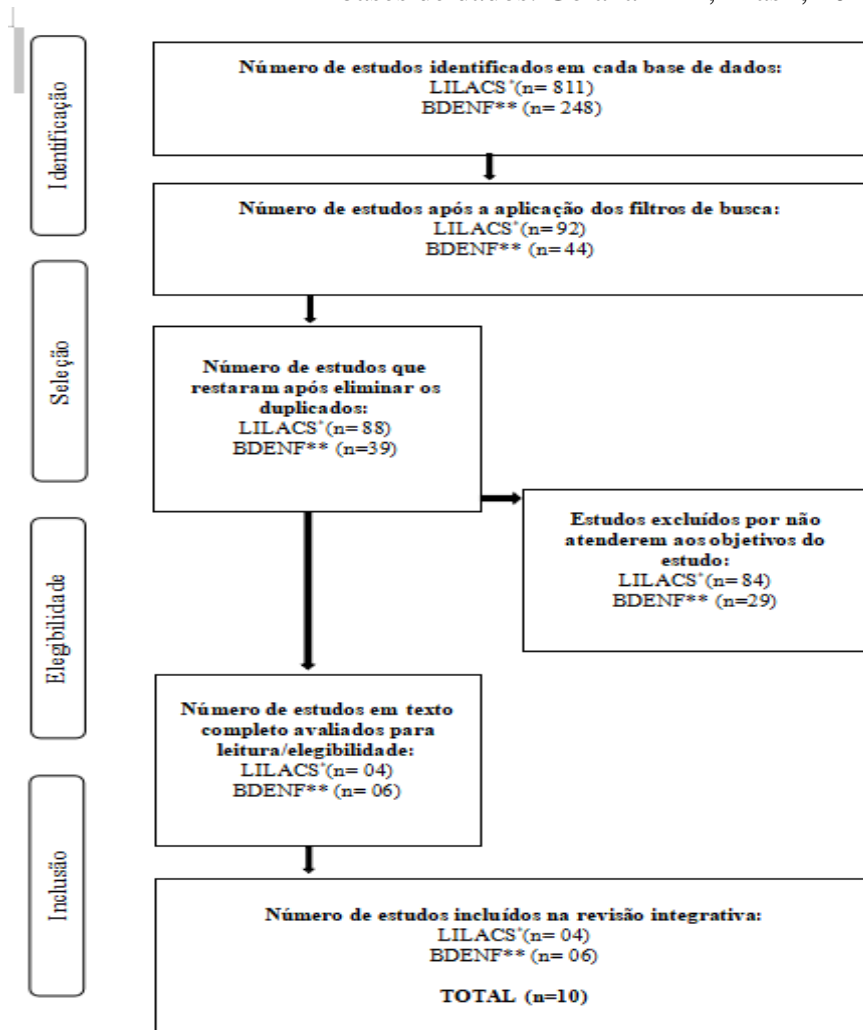 Identificação
Número de estudos identificados em cada base de dados:
LILACS*(n= 811)
BDENF** (n= 248)
Número de estudos após a aplicação dos filtros de busca:
LILACS*(n= 92)
BDENF** (n= 44)
Seleção
Número de estudos que
restaram após eliminar os
duplicados:
LILACS*(n= 88)
BDENF** (n=39)
Estudos excluídos por não
atenderem aos objetivos do
estudo:
LILACS*(n= 84)
BDENF** (n=29)
Elegibilidade
Número de estudos em texto
completo avaliados para
leitura/elegibilidade:
LILACS*(n= 04)
BDENF** (n= 06)
Inclusão
Número de estudos incluídos na revisão integrativa:
LILACS*(n= 04)
BDENF** (n= 06)
TOTAL (n=10)